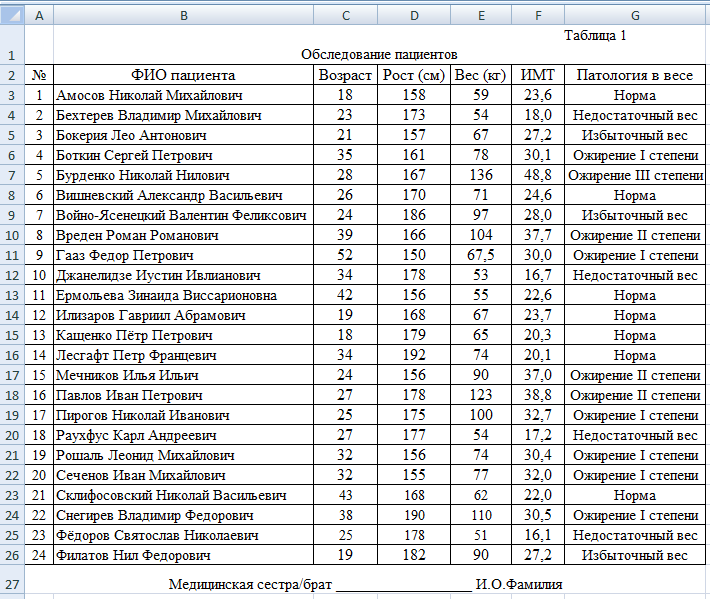 A B C D E F G
Таблица 1
1 Обследование пациентов
2 № ФИО пациента Возраст Рост (см) Вес (кг) ИМТ Патология в весе
3 1 Амосов Николай Михайлович 18 158 59 23,6 Норма
4 2 Бехтерев Владимир Михайлович 23 173 54 18,0 Недостаточный вес
5 3 Бокерия Лео Антонович 21 157 67 27,2 Избыточный вес
6 4 Боткин Сергей Петрович 35 161 78 30,1 Ожирение I степени
7 5 Бурденко Николай Нилович 28 167 136 48,8 Ожирение III степени
8 6 Вишневский Александр Васильевич 26 170 71 24,6 Норма
9 7 Войно-Ясенецкий Валентин Феликсович 24 186 97 28,0 Избыточный вес
10 8 Вреден Роман Романович 39 166 104 37,7 Ожирение II степени
11 9 Гааз Федор Петрович 52 150 67,5 30,0 Ожирение I степени
12 10 Джанелидзе Иустин Ивлианович 34 178 53 16,7 Недостаточный вес
13 11 Ермольева Зинаида Виссарионовна 42 156 55 22,6 Норма
14 12 Илизаров Гавриил Абрамович 19 168 67 23,7 Норма
15 13 Кащенко Пётр Петрович 18 179 65 20,3 Норма
16 14 Лесгафт Петр Францевич 34 192 74 20,1 Норма
17 15 Мечников Илья Ильич 24 156 90 37,0 Ожирение II степени
18 16 Павлов Иван Петрович 27 178 123 38,8 Ожирение II степени
19 17 Пирогов Николай Иванович 25 175 100 32,7 Ожирение I степени
20 18 Раухфус Карл Андреевич 27 177 54 17,2 Недостаточный вес
21 19 Рошаль Леонид Михайлович 32 156 74 30,4 Ожирение I степени
22 20 Сеченов Иван Михайлович 32 155 77 32,0 Ожирение I степени
23 21 Склифосовский Николай Васильевич 43 168 62 22,0 Норма
24 22 Снегирев Владимир Федорович 38 190 110 30,5 Ожирение I степени
25 23 Фёдоров Святослав Николаевич 25 178 51 16,1 Недостаточный вес
26 24 Филатов Нил Федорович 19 182 90 27,2 Избыточный вес
27 Медицинская сестра/брат __________________ И.О.Фамилия